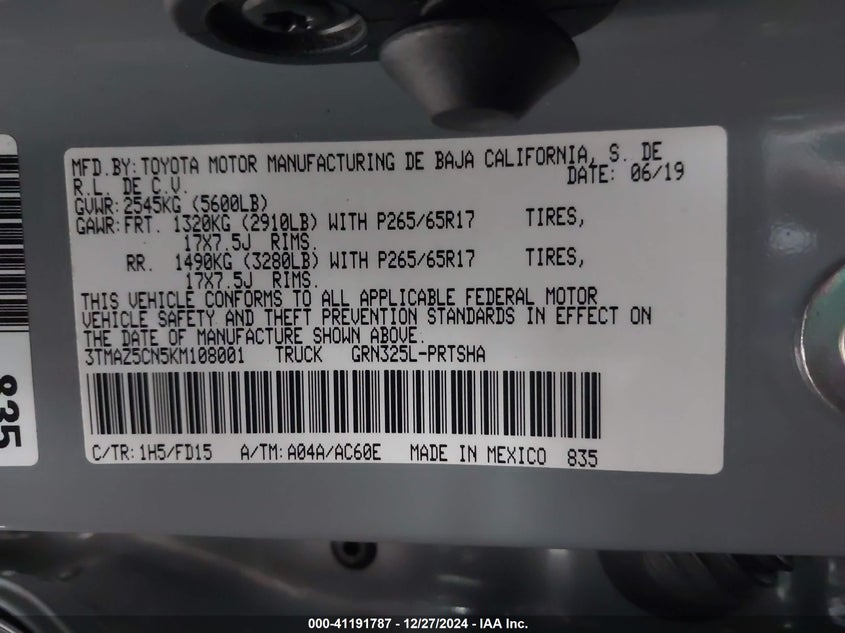 MFD.BY: TOYOTA MOTOR MANUFACTURING DE BAJA CALIFORNIA, S. DE
R.L. DE C.V. DATE: 06/19
GVWR: 2545KG (5600LB)
GAWR: FRT. 1320KG (2910LB) WITH P265/65R17 TIRES,
17X7.5J RIMS.
RR. 1490KG (3280LB) WITH P265/65R17 TIRES,
17X7.5J RIMS.
THIS VEHICLE CONFORMS TO ALL APPLICABLE FEDERAL MOTOR
VEHICLE SAFETY AND THEFT PREVENTION STANDARDS IN EFFECT ON
THE DATE OF MANUFACTURE SHOWN ABOVE.
3TMAZ5CN5KM108001 TRUCK GRN325L-PRTSHA
C/TR: 1H5/FD15 A/TM: A04A/AC60E MADE IN MEXICO 835
835
000-41191787 - 12/27/2024 - IAA Inc.